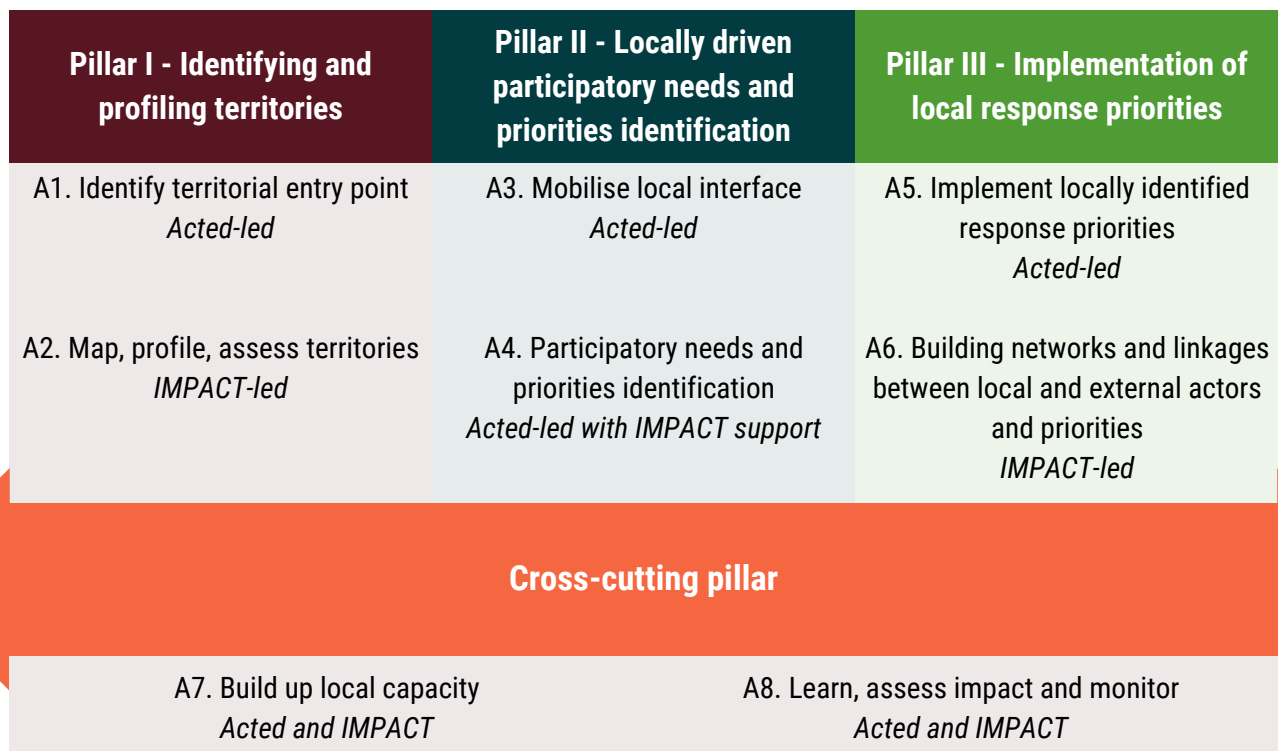 Pillar I - Identifying and
profiling territories
A1. Identify territorial entry point
Acted-led
A2. Map, profile, assess territories
IMPACT-led
Pillar II - Locally driven
participatory needs and
priorities identification
A3. Mobilise local interface
Acted-led
A4. Participatory needs and
priorities identification
Acted-led with IMPACT support
Pillar III - Implementation of
local response priorities
A5. Implement locally identified
response priorities
Acted-led
A6. Building networks and linkages
between local and external actors
and priorities
IMPACT-led
Cross-cutting pillar
A7. Build up local capacity
Acted and IMPACT
A8. Learn, assess impact and monitor
Acted and IMPACT